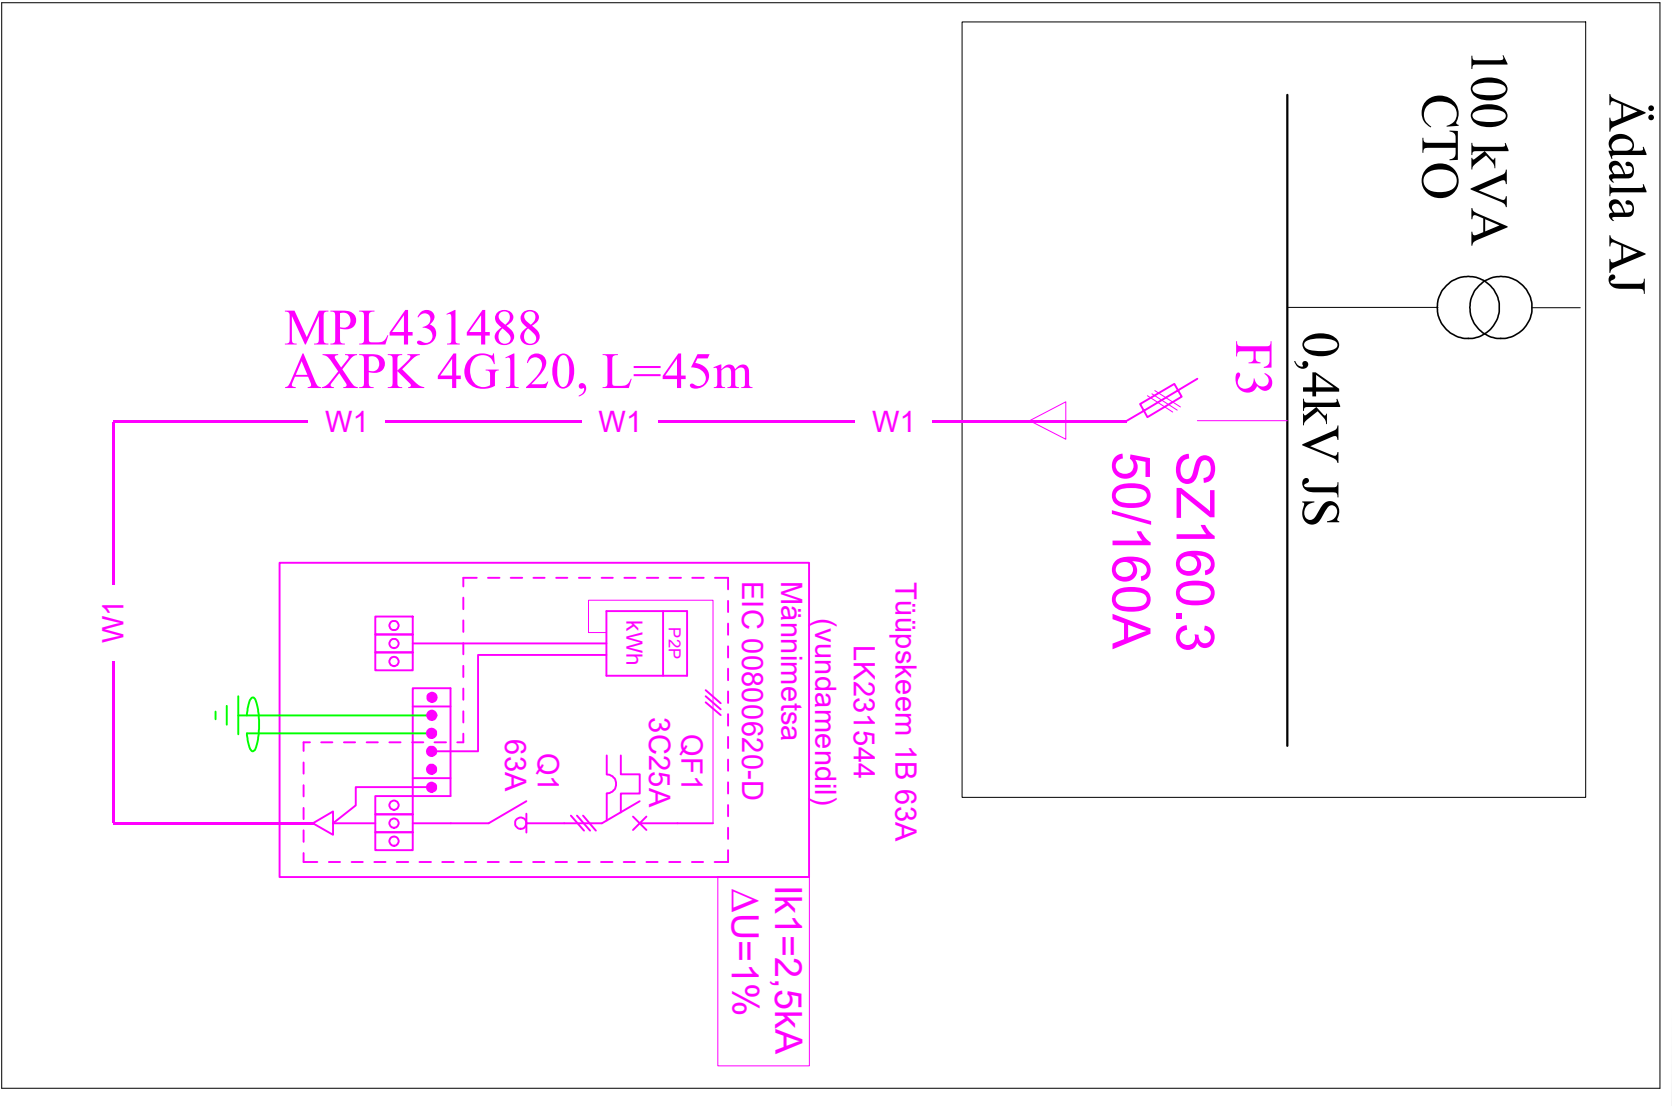 Ädala AJ
100 kVA
CTO
0,4kV JS
F3
SZ160.3
50/160A
MPL431488
AXPK 4G120, L=45m
W1
W1
W1
W1
Tüüpskeem 1B 63A
LK231544
(vundamendil)
Männimetsa
EIC 00800620-D
P2P
kWh
QF1
3C25A
Q1
63A
Ik1=2,5kA
ΔU=1%